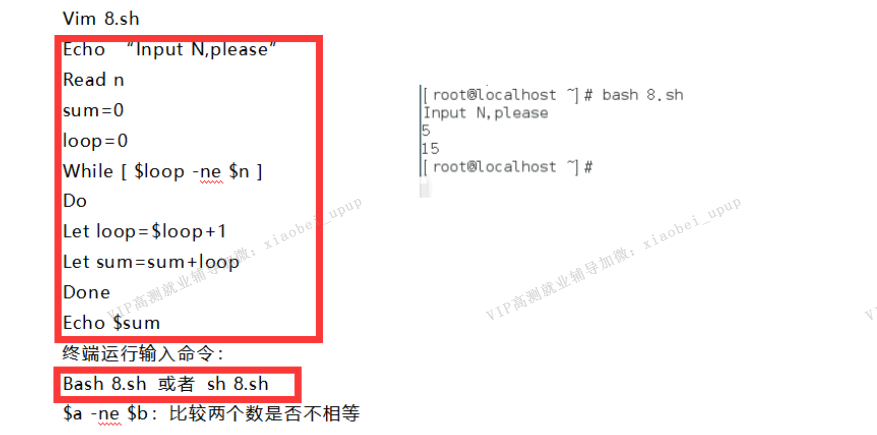 Vim 8.sh
Echo “Input N,please”
Read n
sum=0
loop=0
While [ $loop -ne $n ]
Do
Let loop=$loop+1
Let sum=sum+loop
Done
Echo $sum
终端运行输入命令：
Bash 8.sh 或者 sh 8.sh
$a -ne $b：比较两个数是否不相等
[root@localhost ~]# bash 8.sh
Input N,please
5
15
[root@localhost ~]#
VIP高测就业辅导加微：xiaobei_upup
VIP高测就业辅导加微：xiaobei_upup
V